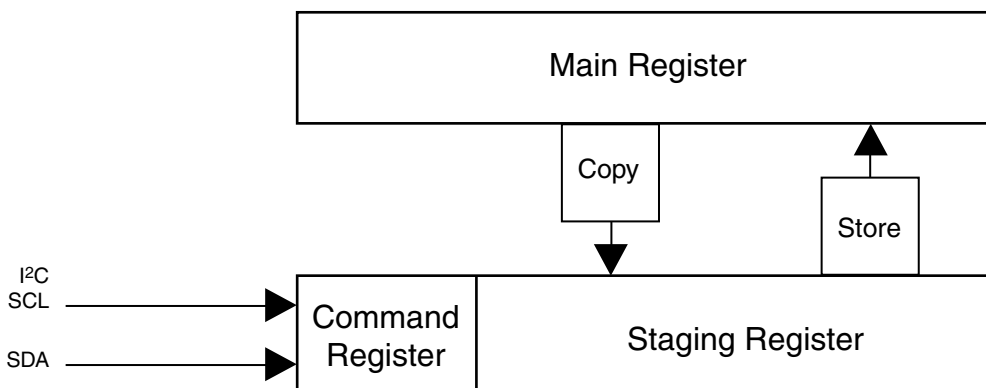 Main Register
Copy
Store
I²C
SCL
SDA
Command
Register
Staging Register